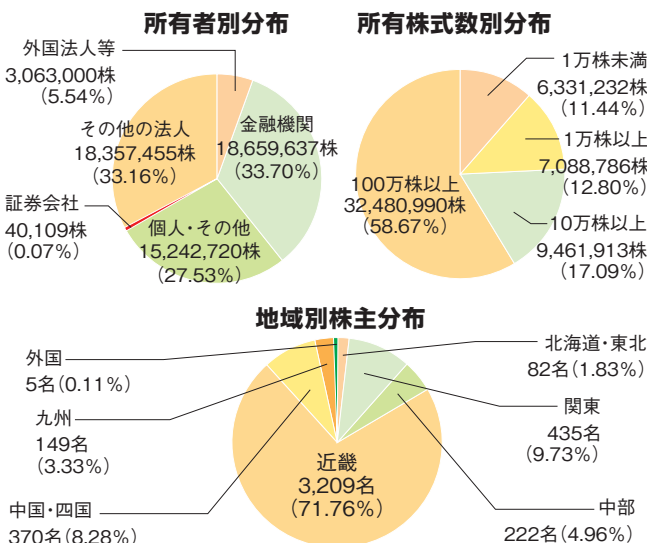 所有者別分布
外国法人等
3,063,000株
(5.54%)
金融機関
18,659,637株
(33.70%)
その他の法人
18,357,455株
(33.16%)
証券会社
40,109株
(0.07%)
個人・その他
15,242,720株
(27.53%)
所有株式数別分布
1万株未満
6,331,232株
(11.44%)
1万株以上
7,088,786株
(12.80%)
10万株以上
9,461,913株
(17.09%)
100万株以上
32,480,990株
(58.67%)
地域別株主分布
北海道・東北
82名(1.83%)
関東
435名
(9.73%)
中部
222名(4.96%)
近畿
3,209名
(71.76%)
中国・四国
370名(8.28%)
九州
149名
(3.33%)
外国
5名(0.11%)